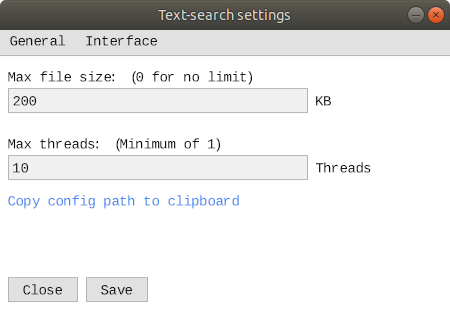 Text-search settings
General Interface
Max file size: (0 for no limit)
200 KB
Max threads: (Minimum of 1)
10 Threads
Copy config path to clipboard
Close Save